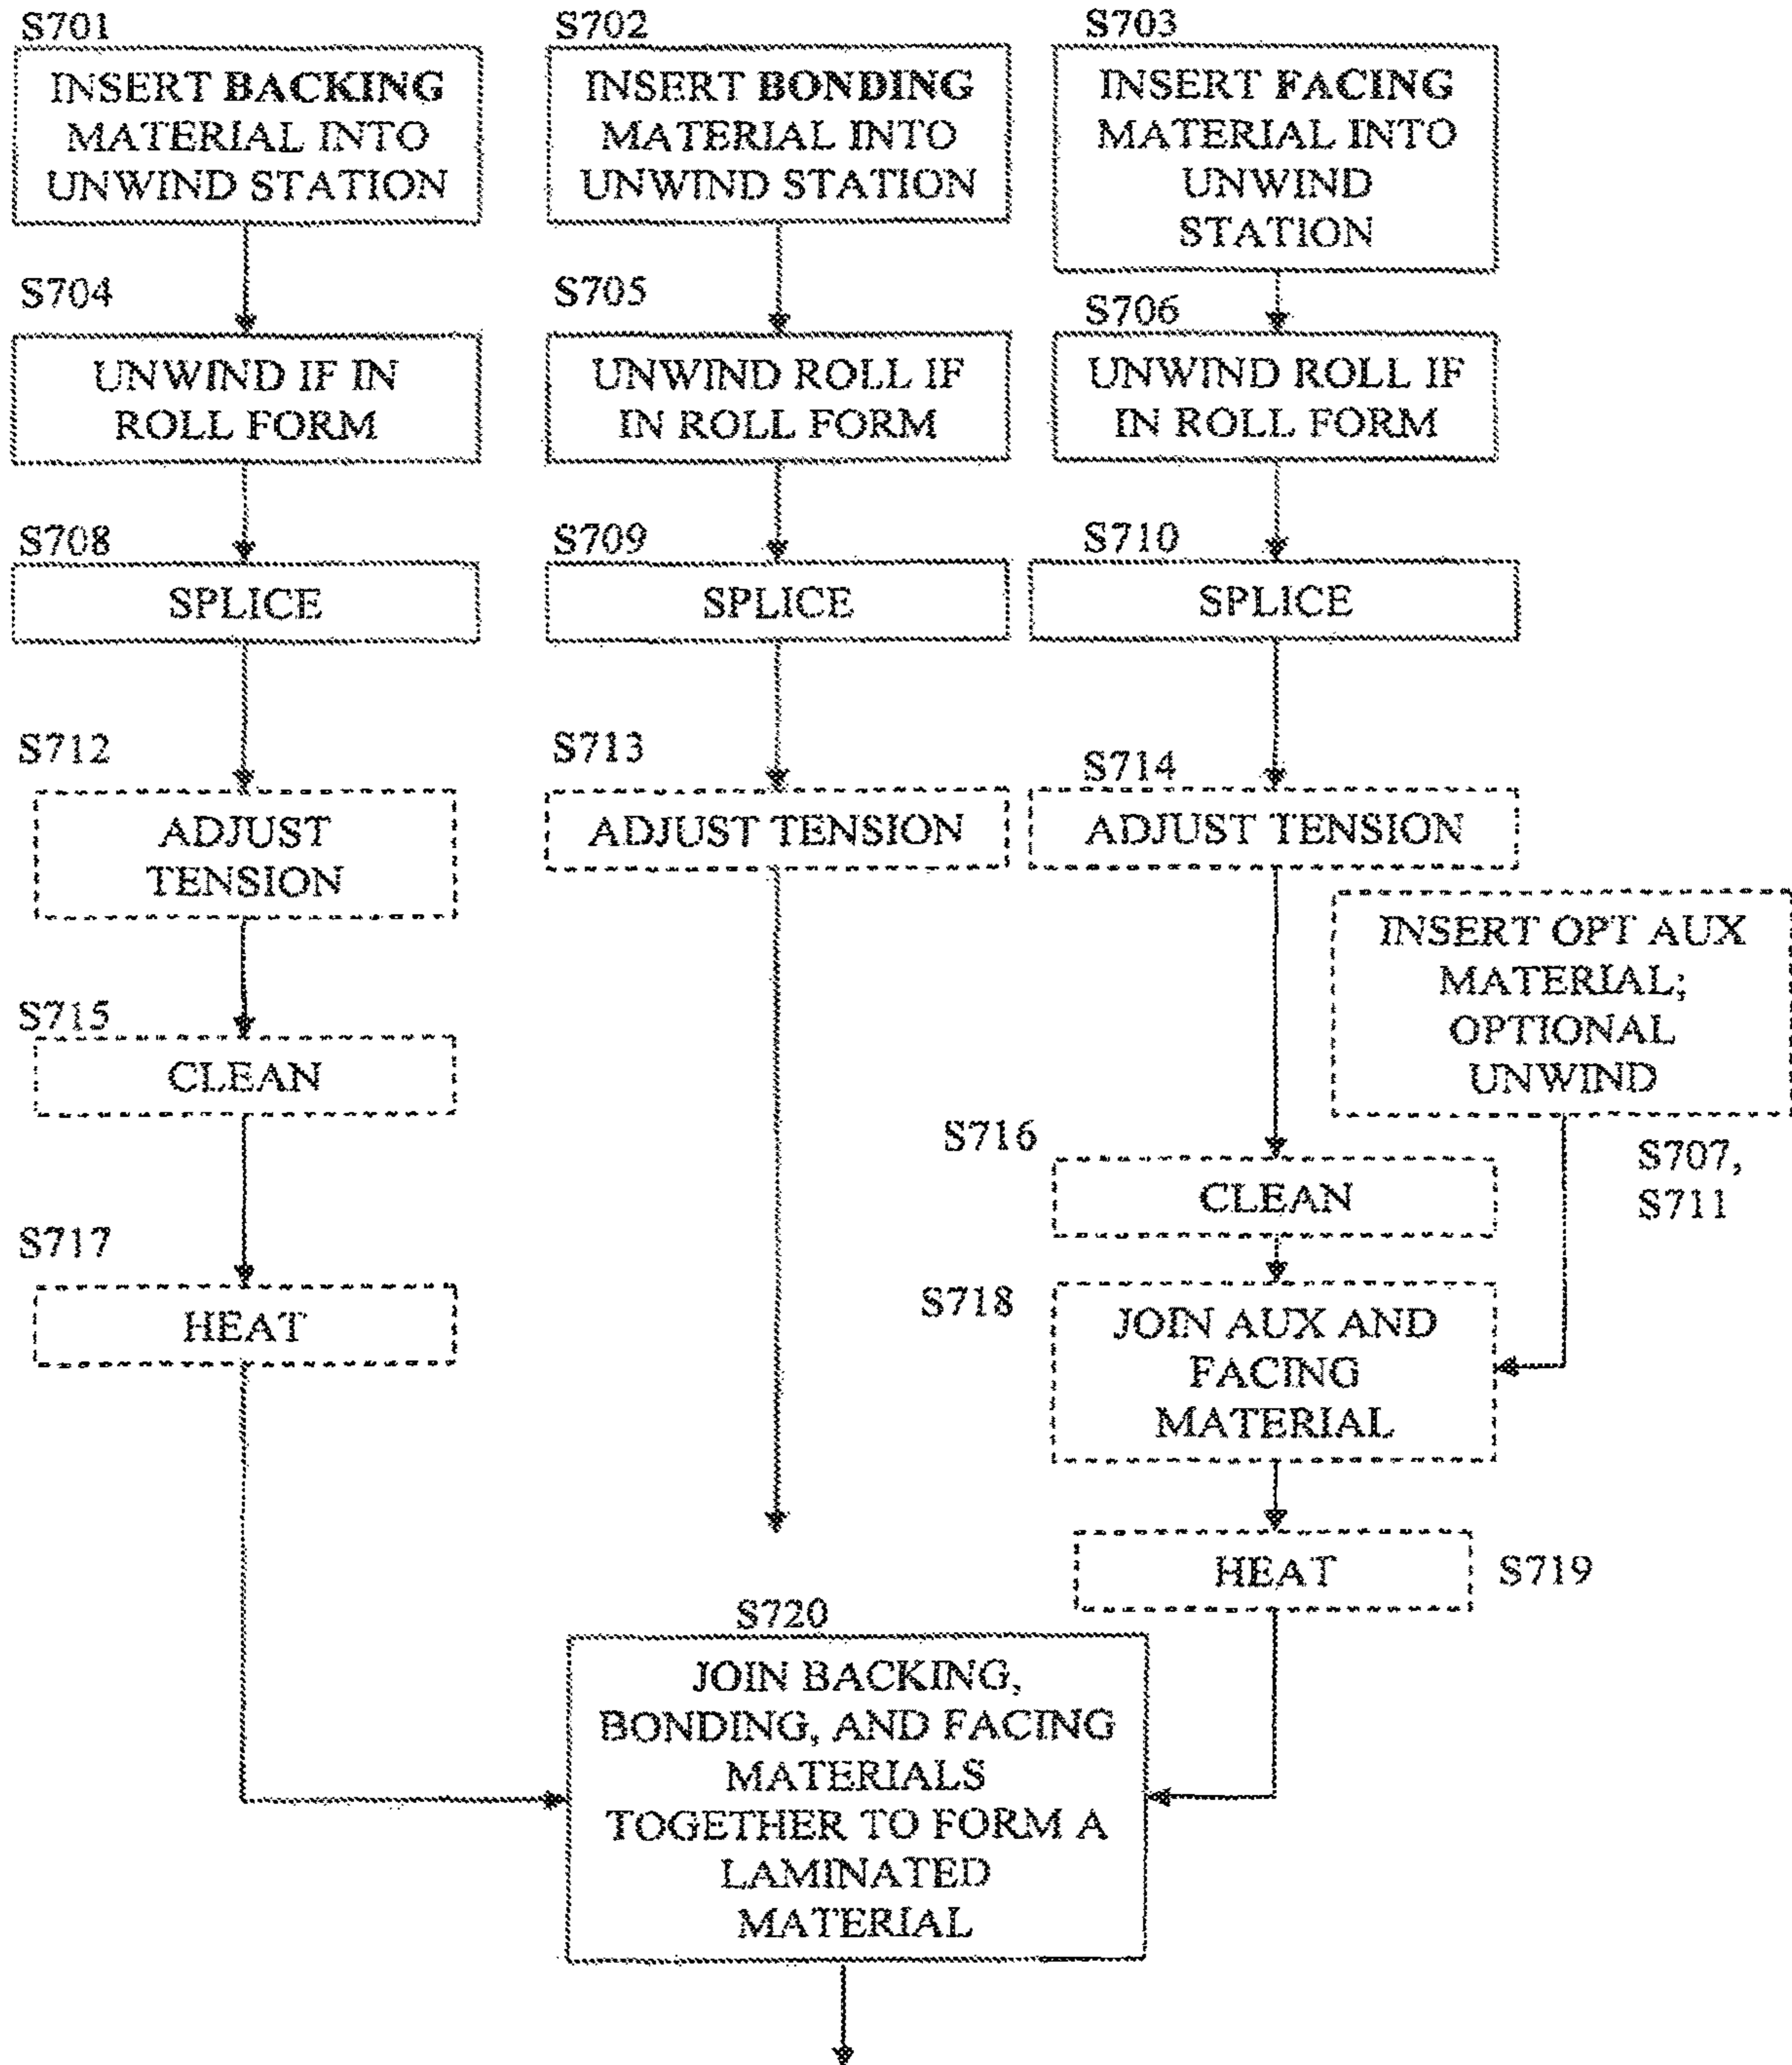 S701
INSERT BACKING
MATERIAL INTO
UNWIND STATION
S702
INSERT BONDING
MATERIAL INTO
UNWIND STATION
S703
INSERT FACING
MATERIAL INTO
UNWIND
STATION
S704
UNWIND IF IN
ROLL FORM
S705
UNWIND ROLL IF
IN ROLL FORM
S706
UNWIND ROLL IF
IN ROLL FORM
S708
SPLICE
S709
SPLICE
S710
SPLICE
S712
ADJUST
TENSION
S713
ADJUST TENSION
S714
ADJUST TENSION
INSERT OPT AUX
MATERIAL;
OPTIONAL
UNWIND
S707,
S711
S715
CLEAN
S716
CLEAN
S717
HEAT
S718
JOIN AUX AND
FACING
MATERIAL
HEAT
S719
S720
JOIN BACKING,
BONDING, AND FACING
MATERIALS
TOGETHER TO FORM A
LAMINATED
MATERIAL